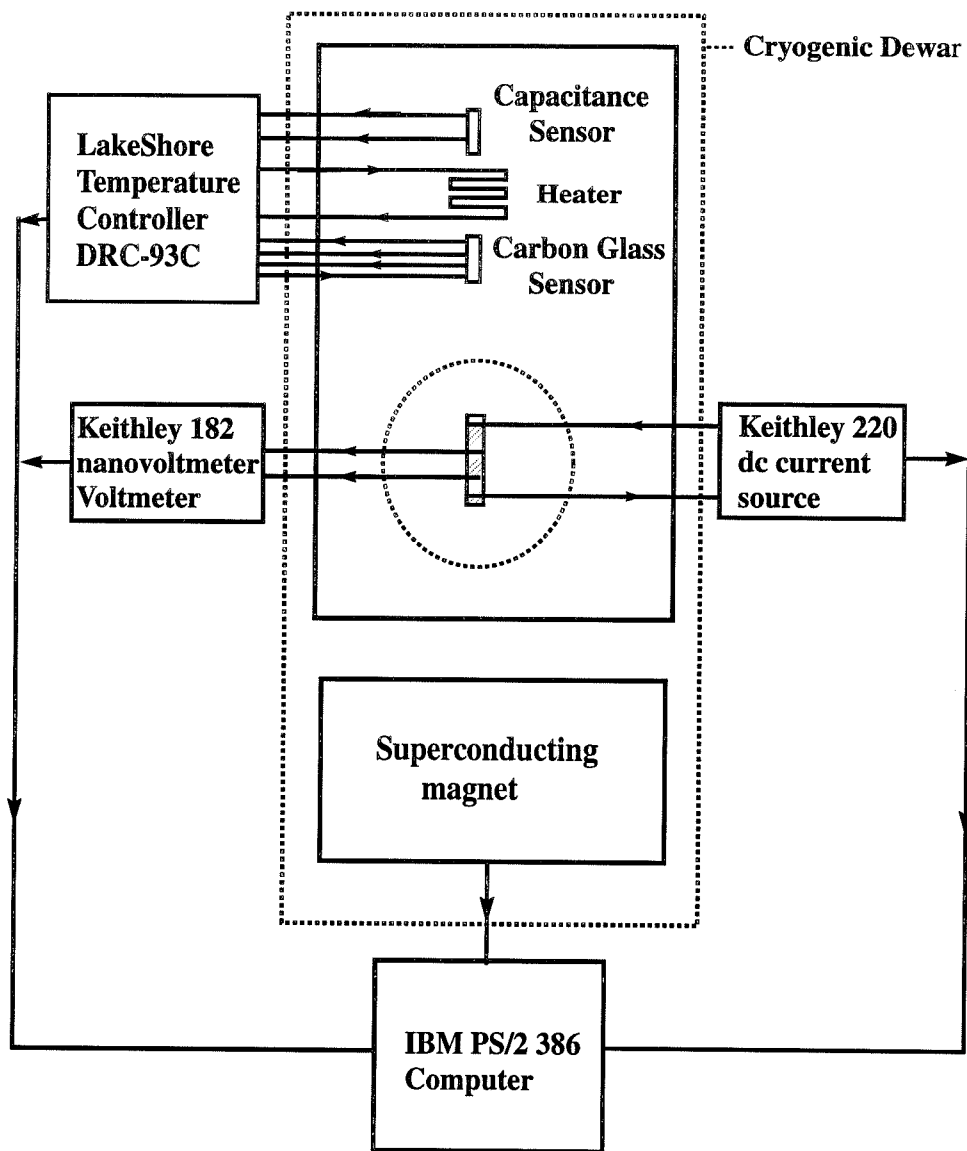 Cryogenic Dewar
Capacitance
Sensor
LakeShore
Temperature
Controller
DRC-93C
Heater
Carbon Glass
Sensor
Keithley 182
nanovoltmeter
Voltmeter
Keithley 220
dc current
source
Superconducting
magnet
IBM PS/2 386
Computer